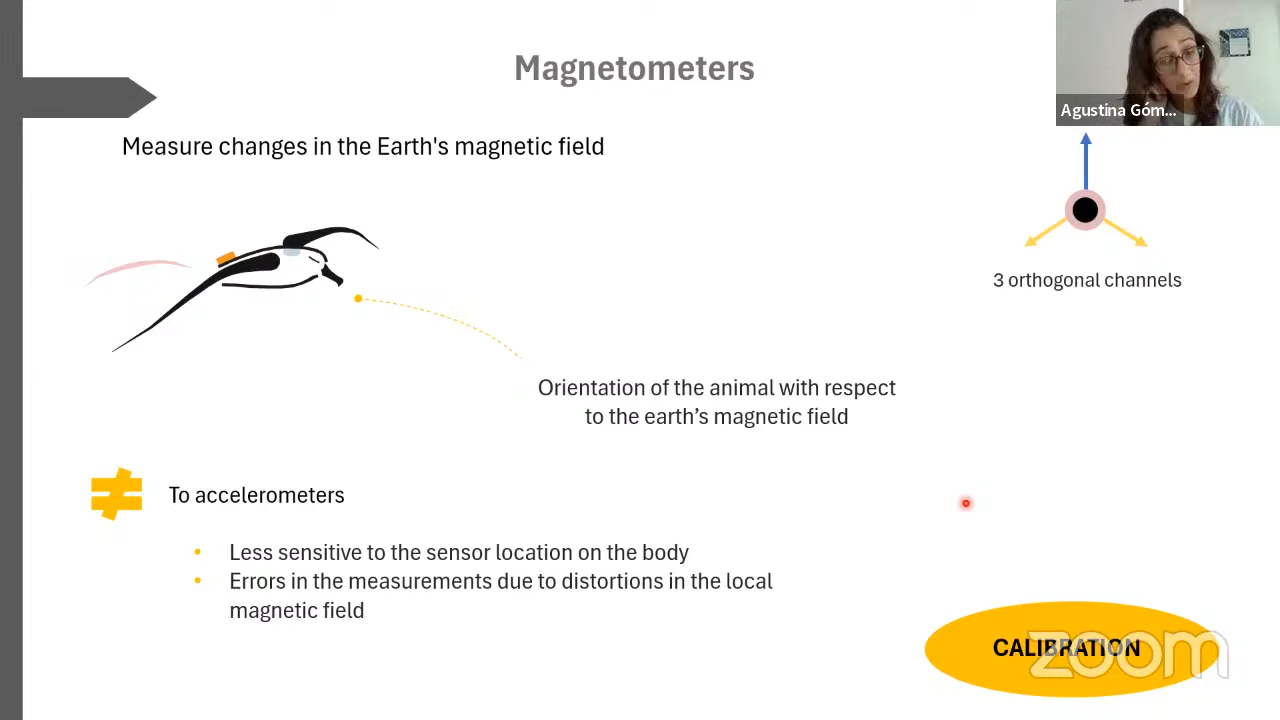 Magnetometers
Agustina Góm...
Measure changes in the Earth's magnetic field
3 orthogonal channels
Orientation of the animal with respect
to the earth’s magnetic field
To accelerometers
• Less sensitive to the sensor location on the body
• Errors in the measurements due to distortions in the local
magnetic field
CALIBRATION
zoom